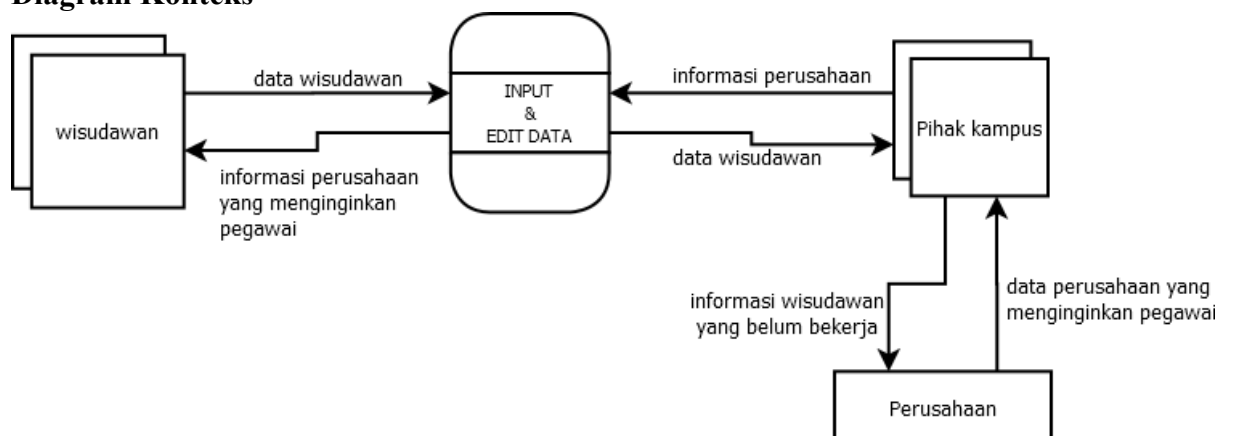 Diagram Konteks
data wisudawan
informasi perusahaan
INPUT
&
EDIT DATA
wisudawan
Pihak kampus
data wisudawan
informasi perusahaan
yang menginginkan
pegawai
informasi wisudawan
yang belum bekerja
data perusahaan yang
menginginkan pegawai
Perusahaan